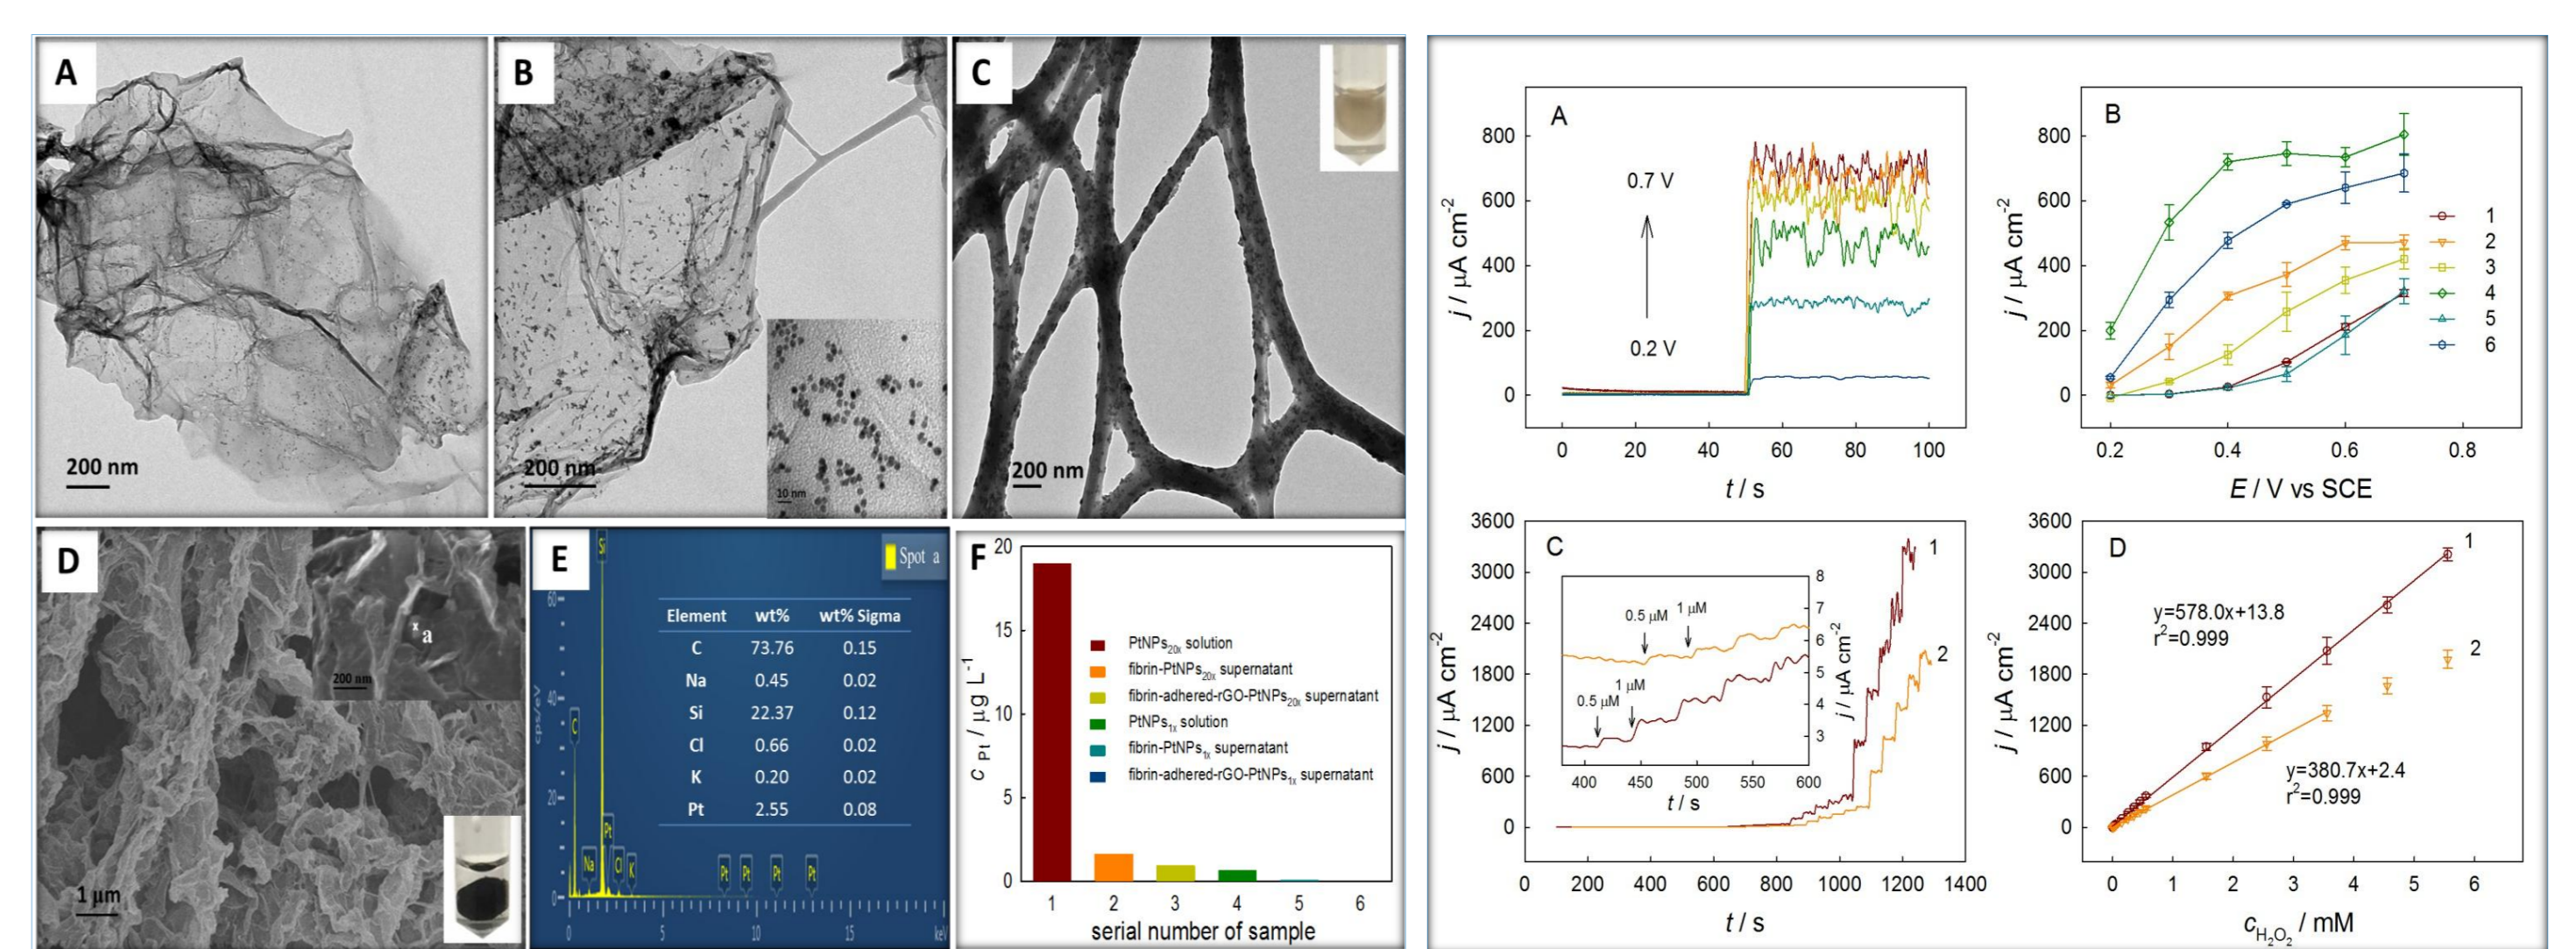 A
200 nm
B
200 nm
10 nm
C
200 nm
D
a
200 nm
1 μm
E
Spot a
Element wt% wt% Sigma
C 73.76 0.15
Na 0.45 0.02
Si 22.37 0.12
Cl 0.66 0.02
K 0.20 0.02
Pt 2.55 0.08
60
40
20
0
cps/eV
Si
C
Pt
Na
Cl
K
Pt
Pt
Pt
Pt
0 5 10 15 keV
F
20
15
10
5
0
c Pt / μg L-1
PtNPs20x solution
fibrin-PtNPs20x supernatant
fibrin-adhered-rGO-PtNPs20x supernatant
PtNPs1x solution
fibrin-PtNPs1x supernatant
fibrin-adhered-rGO-PtNPs1x supernatant
1 2 3 4 5 6
serial number of sample
A
800
600
400
200
0
j / μA cm-2
0.7 V
0.2 V
0 20 40 60 80 100
t / s
B
800
600
400
200
0
j / μA cm-2
1
2
3
4
5
6
0.2 0.4 0.6 0.8
E / V vs SCE
C
3600
3000
2400
1800
1200
600
0
j / μA cm-2
1
2
0.5 μM
1 μM
0.5 μM
1 μM
8
7
6
5
4
3
j / μA cm-2
400 450 500 550 600
t / s
0 200 400 600 800 1000 1200 1400
t / s
D
3600
3000
2400
1800
1200
600
0
j / μA cm-2
1
y=578.0x+13.8
r2=0.999
2
y=380.7x+2.4
r2=0.999
0 1 2 3 4 5 6
cH2O2 / mM